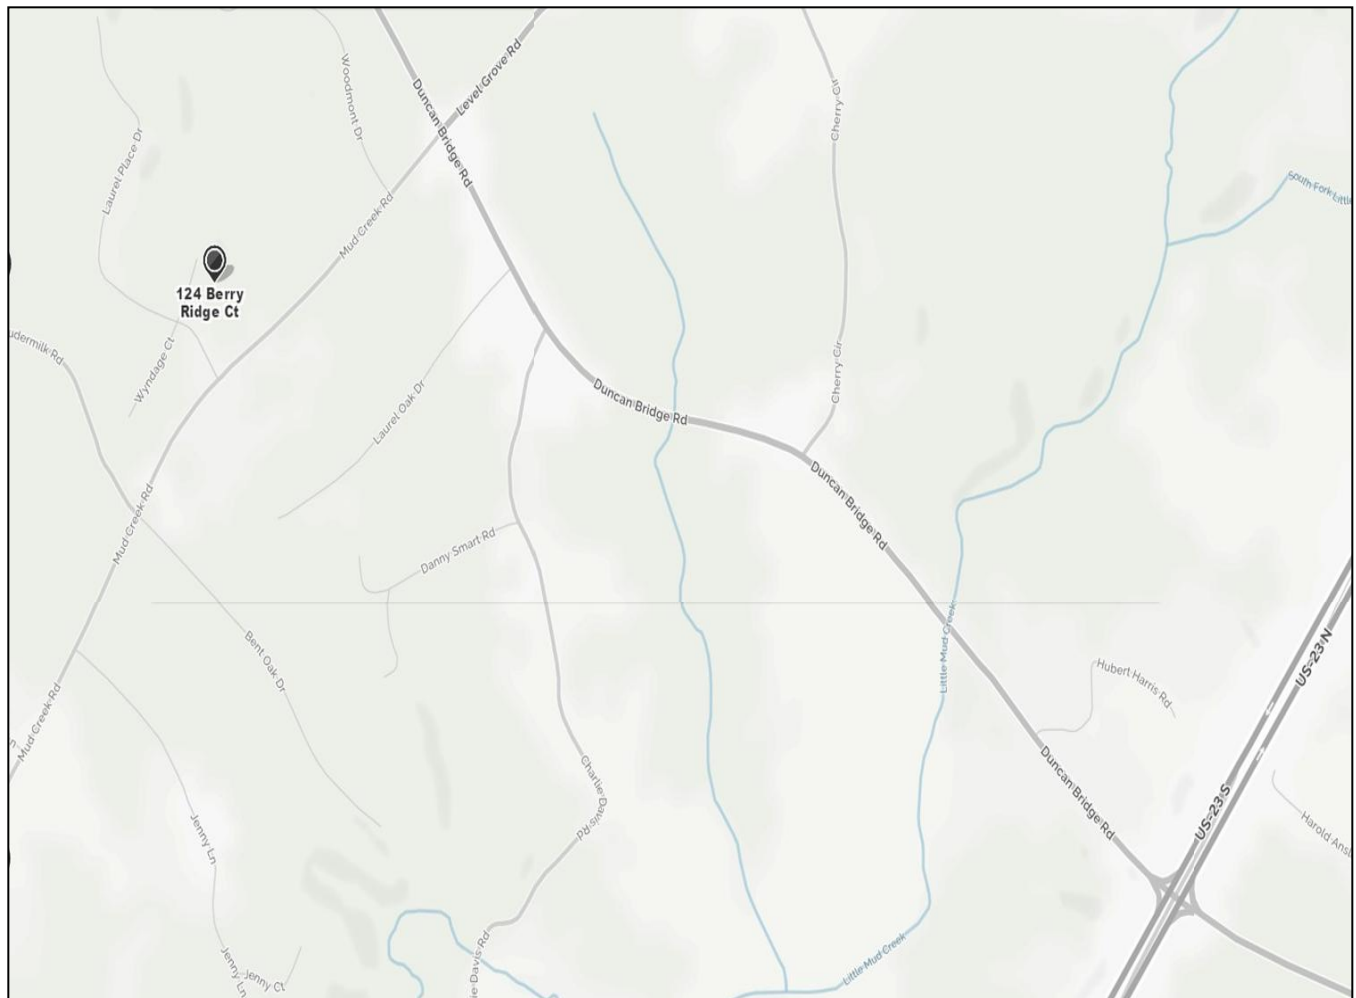 Level Grove Rd
Woodmont Dr
Duncan Bridge Rd
Cherry Cir
Laurel Place Dr
South Fork Little
Mud Creek Rd
124 Berry
Ridge Ct
udermilk Rd
Wyndage Ct
Cherry Cir
Laurel Oak Dr
Duncan Bridge Rd
Duncan Bridge Rd
Mud Creek Rd
Danny Smart Rd
Little Mud Creek
Bent Oak Dr
US-23 N
Hubert Harris Rd
Mud Creek Rd
Duncan Bridge Rd
Charlie Davis Rd
US-23 S
Harold Ans
Jenny Ln
Little Mud Creek
ie Davis Rd
Jenny Ln
Jenny Ct